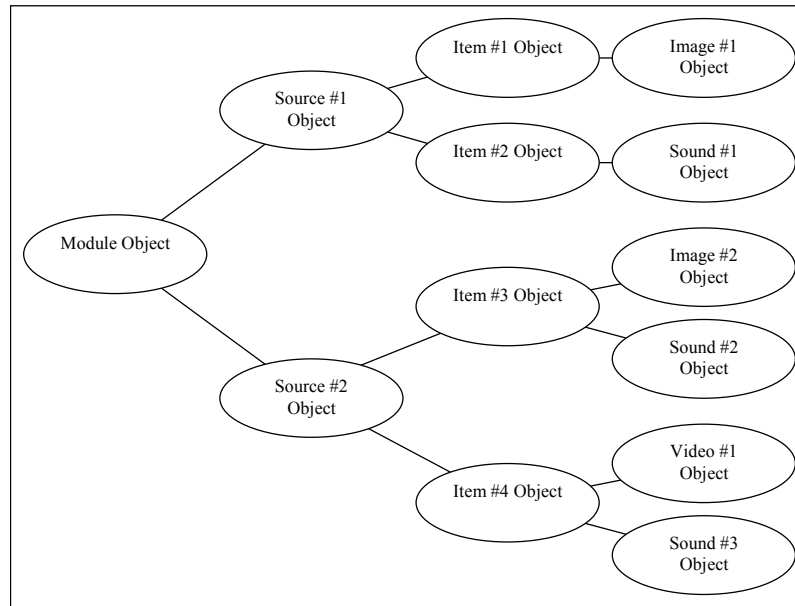 Module Object
Source #1
Object
Item #1 Object
Image #1
Object
Item #2 Object
Sound #1
Object
Source #2
Object
Item #3 Object
Image #2
Object
Sound #2
Object
Item #4 Object
Video #1
Object
Sound #3
Object